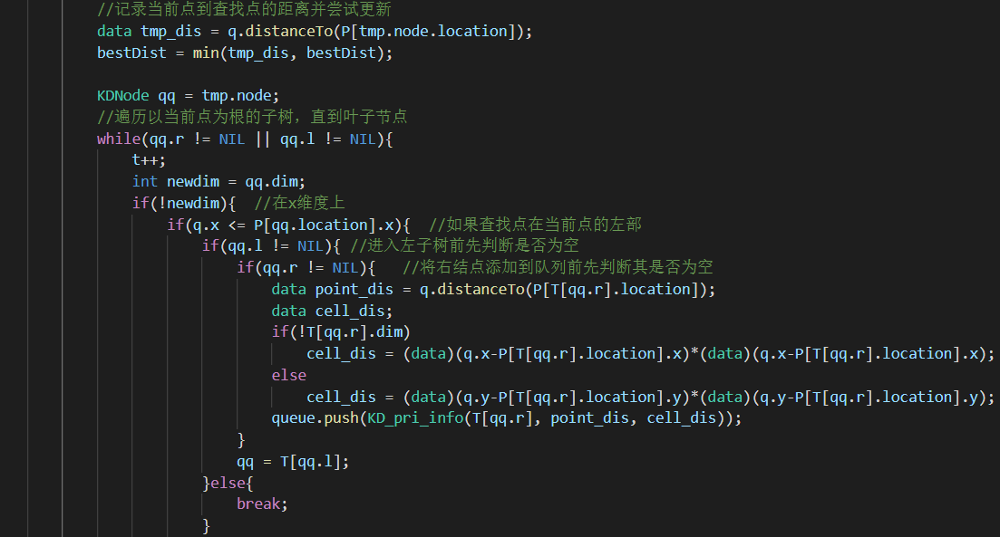 //记录当前点到查找点的距离并尝试更新
data tmp_dis = q.distanceTo(P[tmp.node.location]);
bestDist = min(tmp_dis, bestDist);
KDNode qq = tmp.node;
//遍历以当前点为根的子树，直到叶子节点
while(qq.r != NIL || qq.l != NIL){
t++;
int newdim = qq.dim;
if(!newdim){ //在x维度上
if(q.x <= P[qq.location].x){ //如果查找点在当前点的左部
if(qq.l != NIL){ //进入左子树前先判断是否为空
if(qq.r != NIL){ //将右结点添加到队列前先判断其是否为空
data point_dis = q.distanceTo(P[T[qq.r].location]);
data cell_dis;
if(!T[qq.r].dim)
cell_dis = (data)(q.x-P[T[qq.r].location].x)*(data)(q.x-P[T[qq.r].location].x);
else
cell_dis = (data)(q.y-P[T[qq.r].location].y)*(data)(q.y-P[T[qq.r].location].y);
queue.push(KD_pri_info(T[qq.r], point_dis, cell_dis));
}
qq = T[qq.l];
}else{
break;
}